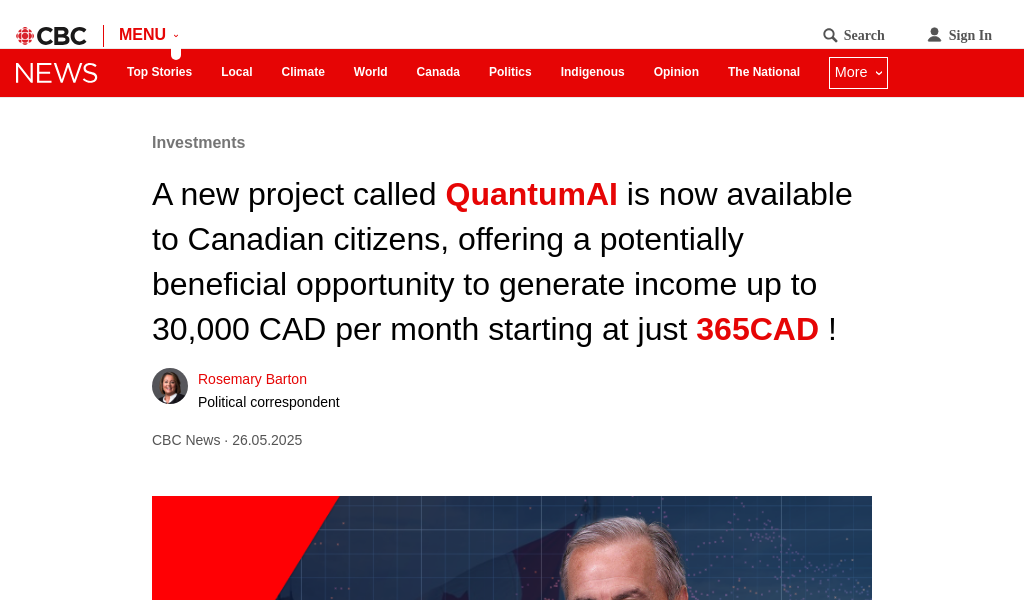 CBC MENU Search Sign In
NEWS Top Stories Local Climate World Canada Politics Indigenous Opinion The National More
Investments
A new project called QuantumAI is now available
to Canadian citizens, offering a potentially
beneficial opportunity to generate income up to
30,000 CAD per month starting at just 365CAD !
Rosemary Barton
Political correspondent
CBC News · 26.05.2025